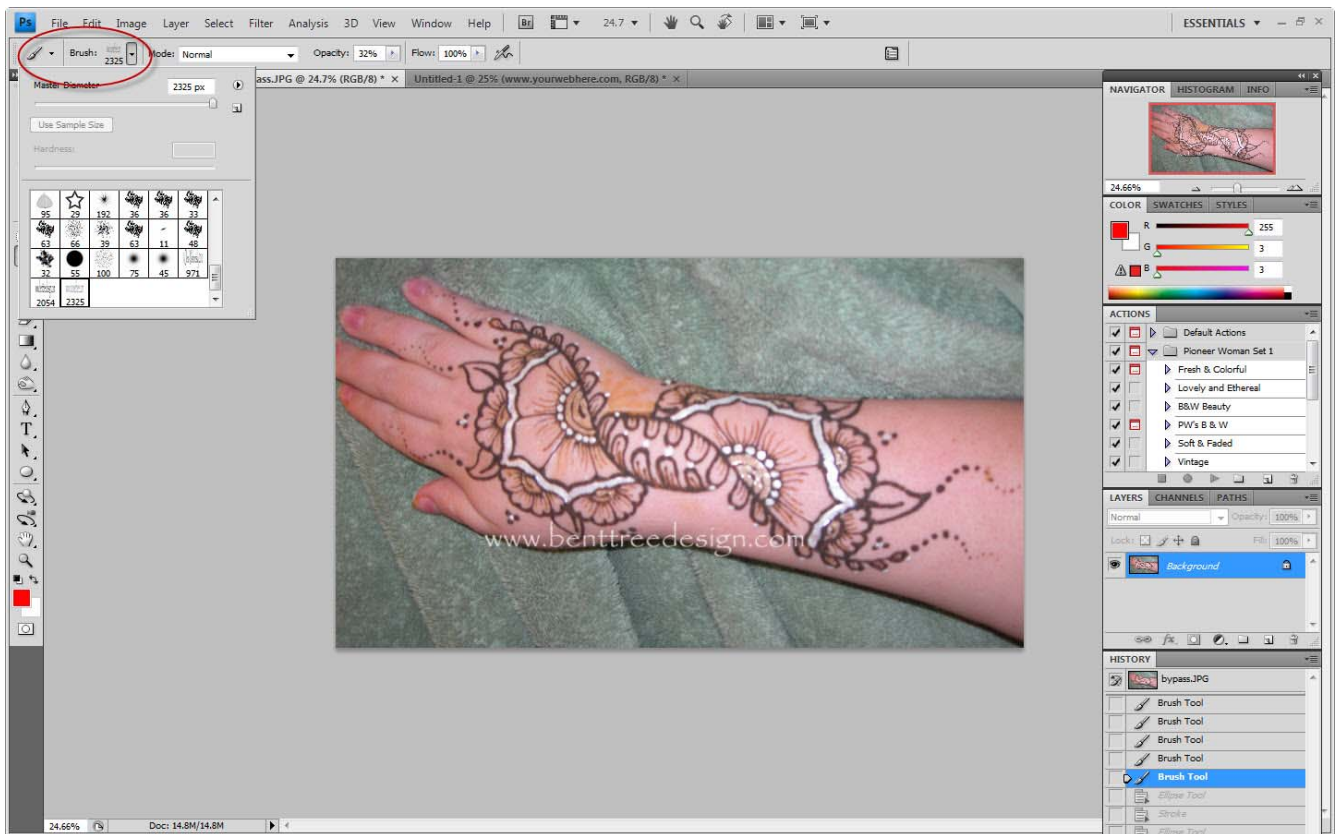 Ps File Edit Image Layer Select Filter Analysis 3D View Window Help Br 24.7 ESSENTIALS
Brush: 2325 Mode: Normal Opacity: 32% Flow: 100%
ass.JPG @ 24.7% (RGB/8) * × Untitled-1 @ 25% (www.yourwebhere.com, RGB/8) * ×
Master Diameter 2325 px
Use Sample Size
Hardness:
95 29 192 36 36 33
63 66 39 63 11 48
32 55 100 75 45 971
2054 2325
www.benttreedesign.com
NAVIGATOR HISTOGRAM INFO
24.66%
COLOR SWATCHES STYLES
R 255
G 3
B 3
ACTIONS
Default Actions
Pioneer Woman Set 1
Fresh & Colorful
Lovely and Ethereal
B&W Beauty
PW's B & W
Soft & Faded
Vintage
LAYERS CHANNELS PATHS
Normal Opacity: 100%
Lock: Fill: 100%
Background
HISTORY
bypass.JPG
Brush Tool
Brush Tool
Brush Tool
Brush Tool
Brush Tool
Ellipse Tool
Stroke
Ellipse Tool
24.66% Doc: 14.8M/14.8M